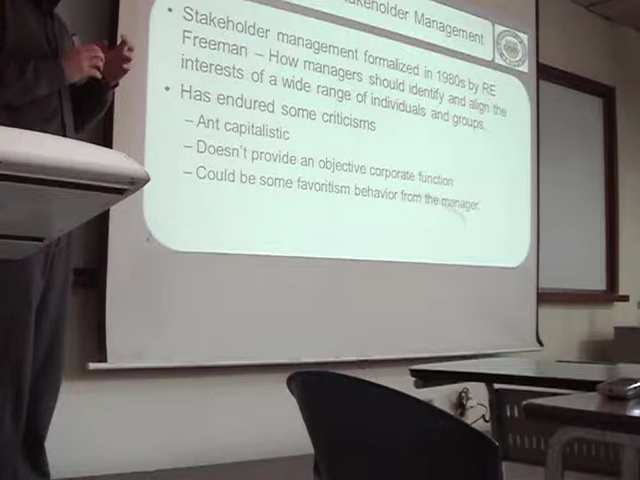 Stakeholder Management
• Stakeholder management formalized in 1980s by RE
Freeman – How managers should identify and align the
interests of a wide range of individuals and groups.
• Has endured some criticisms
– Ant capitalistic
– Doesn't provide an objective corporate function
– Could be some favoritism behavior from the manager.